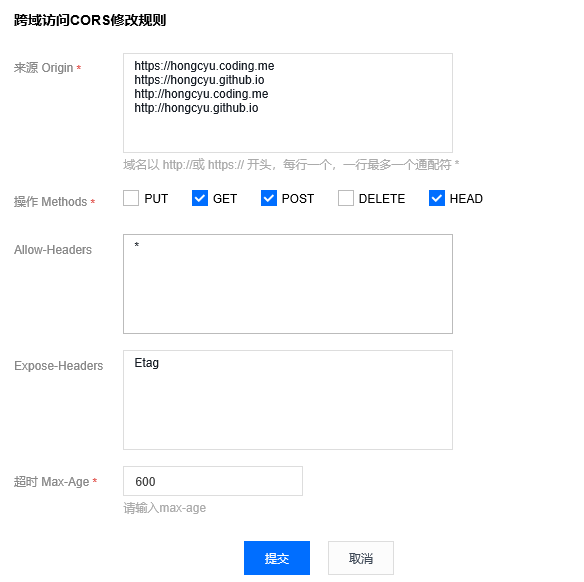 跨域访问CORS修改规则
来源 Origin *
https://hongcyu.coding.me
https://hongcyu.github.io
http://hongcyu.coding.me
http://hongcyu.github.io
域名以 http://或 https:// 开头，每行一个，一行最多一个通配符 *
操作 Methods * PUT GET POST DELETE HEAD
Allow-Headers *
Expose-Headers Etag
超时 Max-Age * 600
请输入max-age
提交 取消